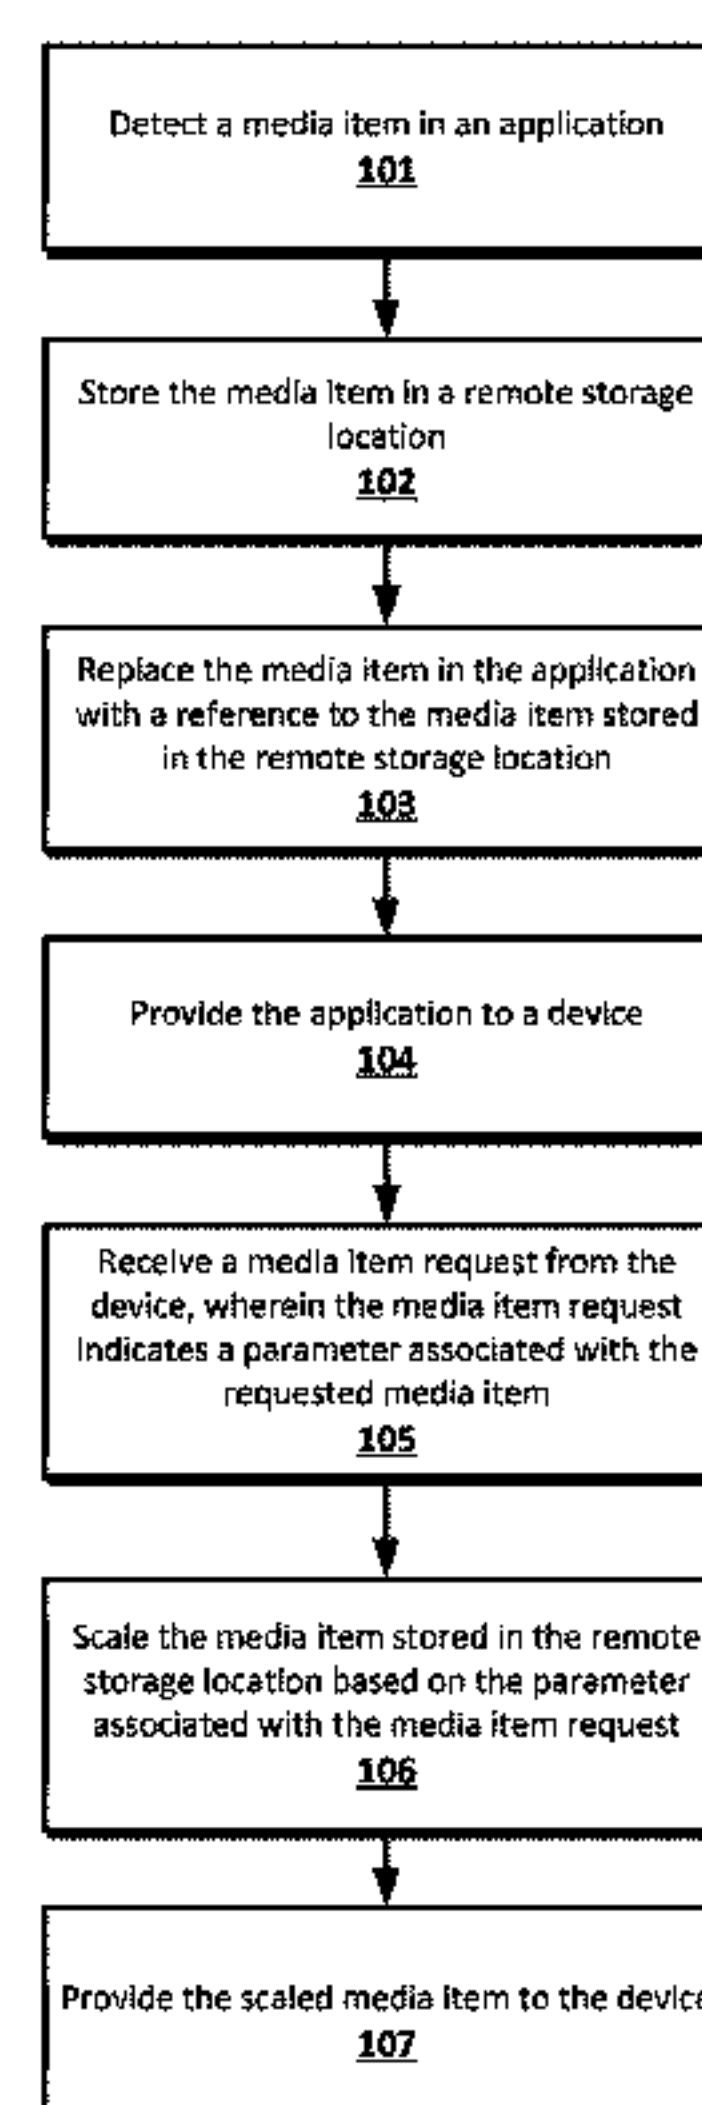 Detect a media item in an application
101
Store the media item in a remote storage
location
102
Replace the media item in the application
with a reference to the media item stored
in the remote storage location
103
Provide the application to a device
104
Receive a media item request from the
device, wherein the media item request
indicates a parameter associated with the
requested media item
105
Scale the media item stored in the remote
storage location based on the parameter
associated with the media item request
106
Provide the scaled media item to the device
107